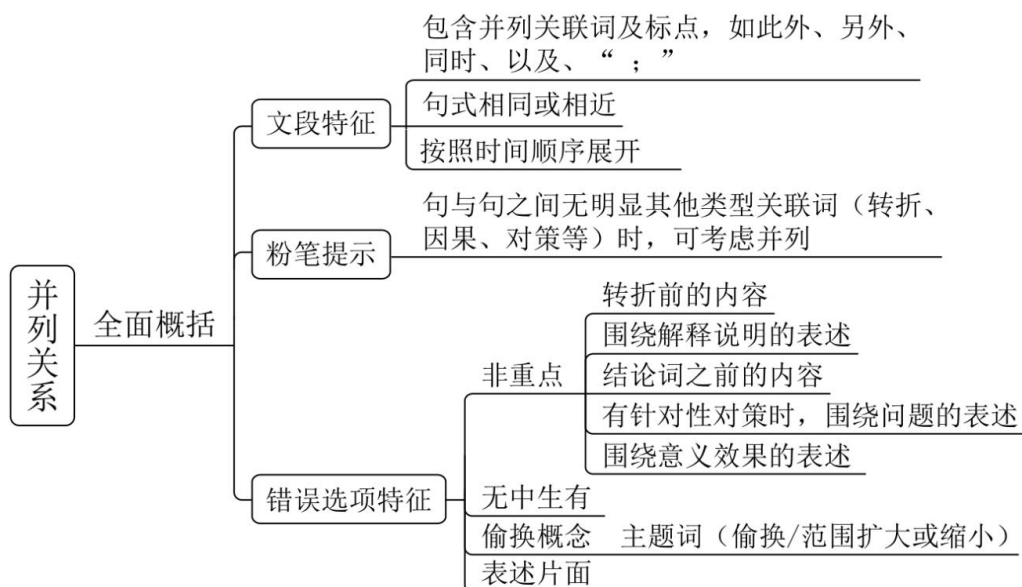 并列关系
全面概括
文段特征
包含并列关联词及标点，如此外、另外、
同时、以及、“ ；”
句式相同或相近
按照时间顺序展开
粉笔提示
句与句之间无明显其他类型关联词（转折、
因果、对策等）时，可考虑并列
错误选项特征
非重点
转折前的内容
围绕解释说明的表述
结论词之前的内容
有针对性对策时，围绕问题的表述
围绕意义效果的表述
无中生有
偷换概念 主题词（偷换/范围扩大或缩小）
表述片面